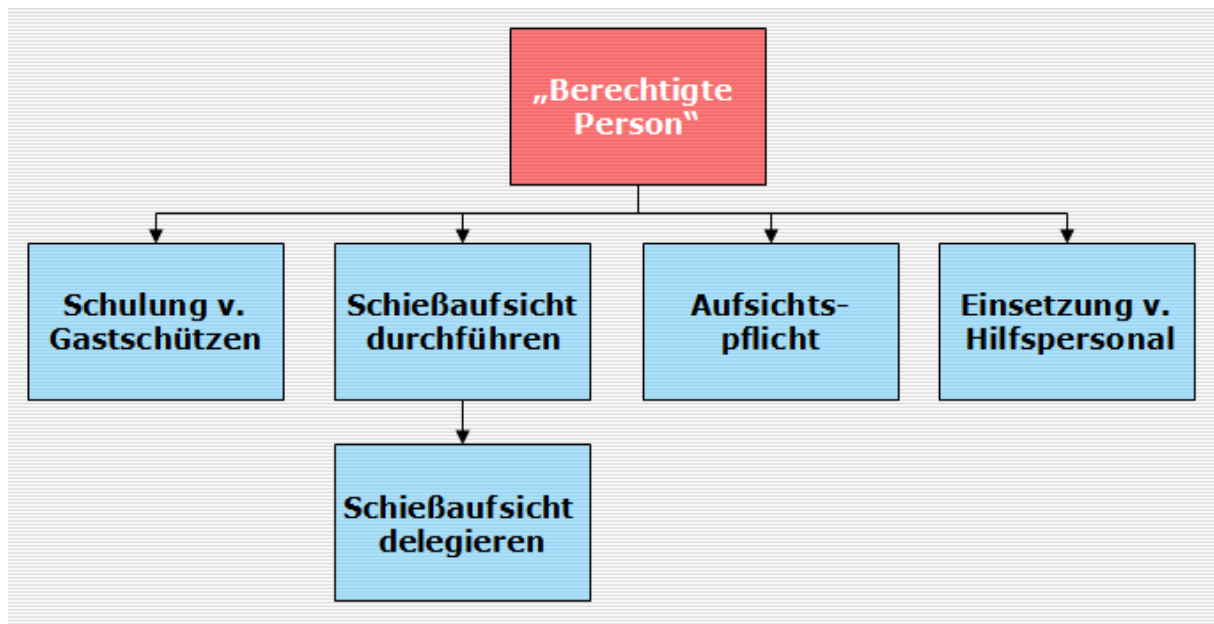 „Berechtigte
Person“
Schulung v.
Gastschützen
Schießaufsicht
durchführen
Aufsichts-
pflicht
Einsetzung v.
Hilfspersonal
Schießaufsicht
delegieren